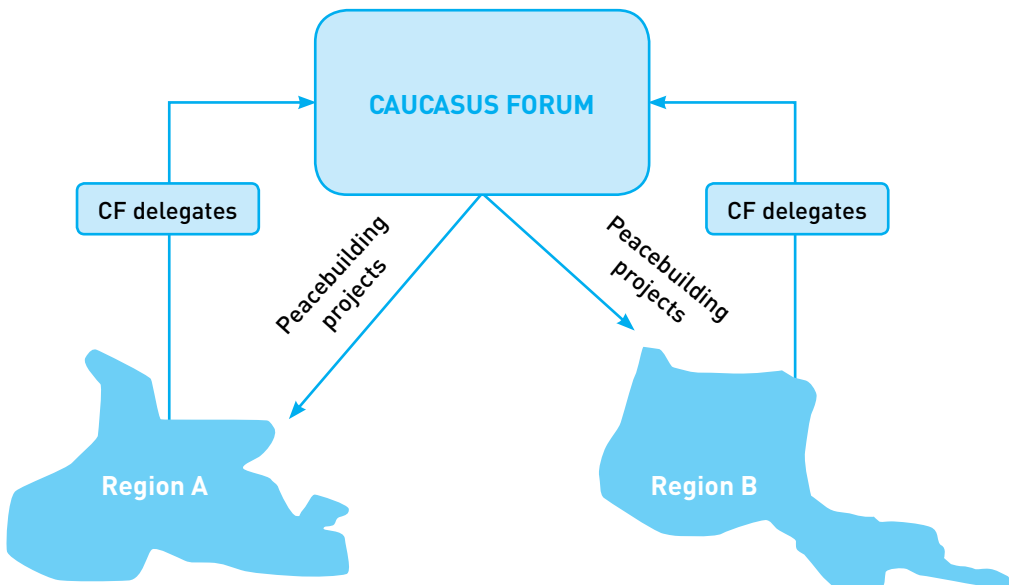 CAUCASUS FORUM
CF delegates
CF delegates
Peacebuilding
projects
Peacebuilding
projects
Region A
Region B